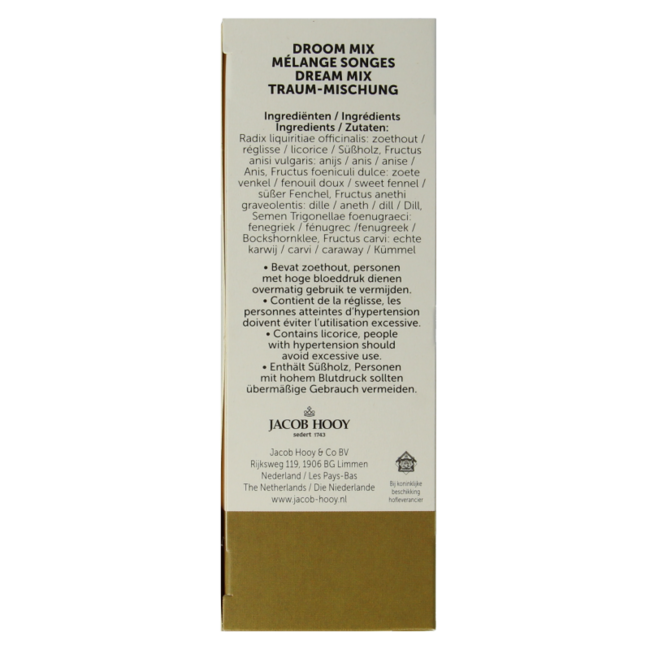 DROOM MIX
MÉLANGE SONGES
DREAM MIX
TRAUM-MISCHUNG
Ingrediënten / Ingrédients
Ingredients / Zutaten:
Radix liquiritiae officinalis: zoethout /
réglisse / licorice / Süßholz, Fructus
anisi vulgaris: anijs / anis / anise /
Anis, Fructus foeniculi dulce: zoete
venkel / fenouil doux / sweet fennel /
süßer Fenchel, Fructus anethi
graveolentis: dille / aneth / dill / Dill,
Semen Trigonellae foenugraeci:
fenegriek / fénugrec /fenugreek /
Bockshornklee, Fructus carvi: echte
karwij / carvi / caraway / Kümmel
• Bevat zoethout, personen
met hoge bloeddruk dienen
overmatig gebruik te vermijden.
• Contient de la réglisse, les
personnes atteintes d'hypertension
doivent éviter l'utilisation excessive.
• Contains licorice, people
with hypertension should
avoid excessive use.
• Enthält Süßholz, Personen
mit hohem Blutdruck sollten
übermäßige Gebrauch vermeiden.
JACOB HOOY
sedert 1743
Jacob Hooy & Co BV
Rijksweg 119, 1906 BG Limmen
Nederland / Les Pays-Bas
The Netherlands / Die Niederlande
www.jacob-hooy.nl
Bij koninklijke
beschikking
hofleverancier